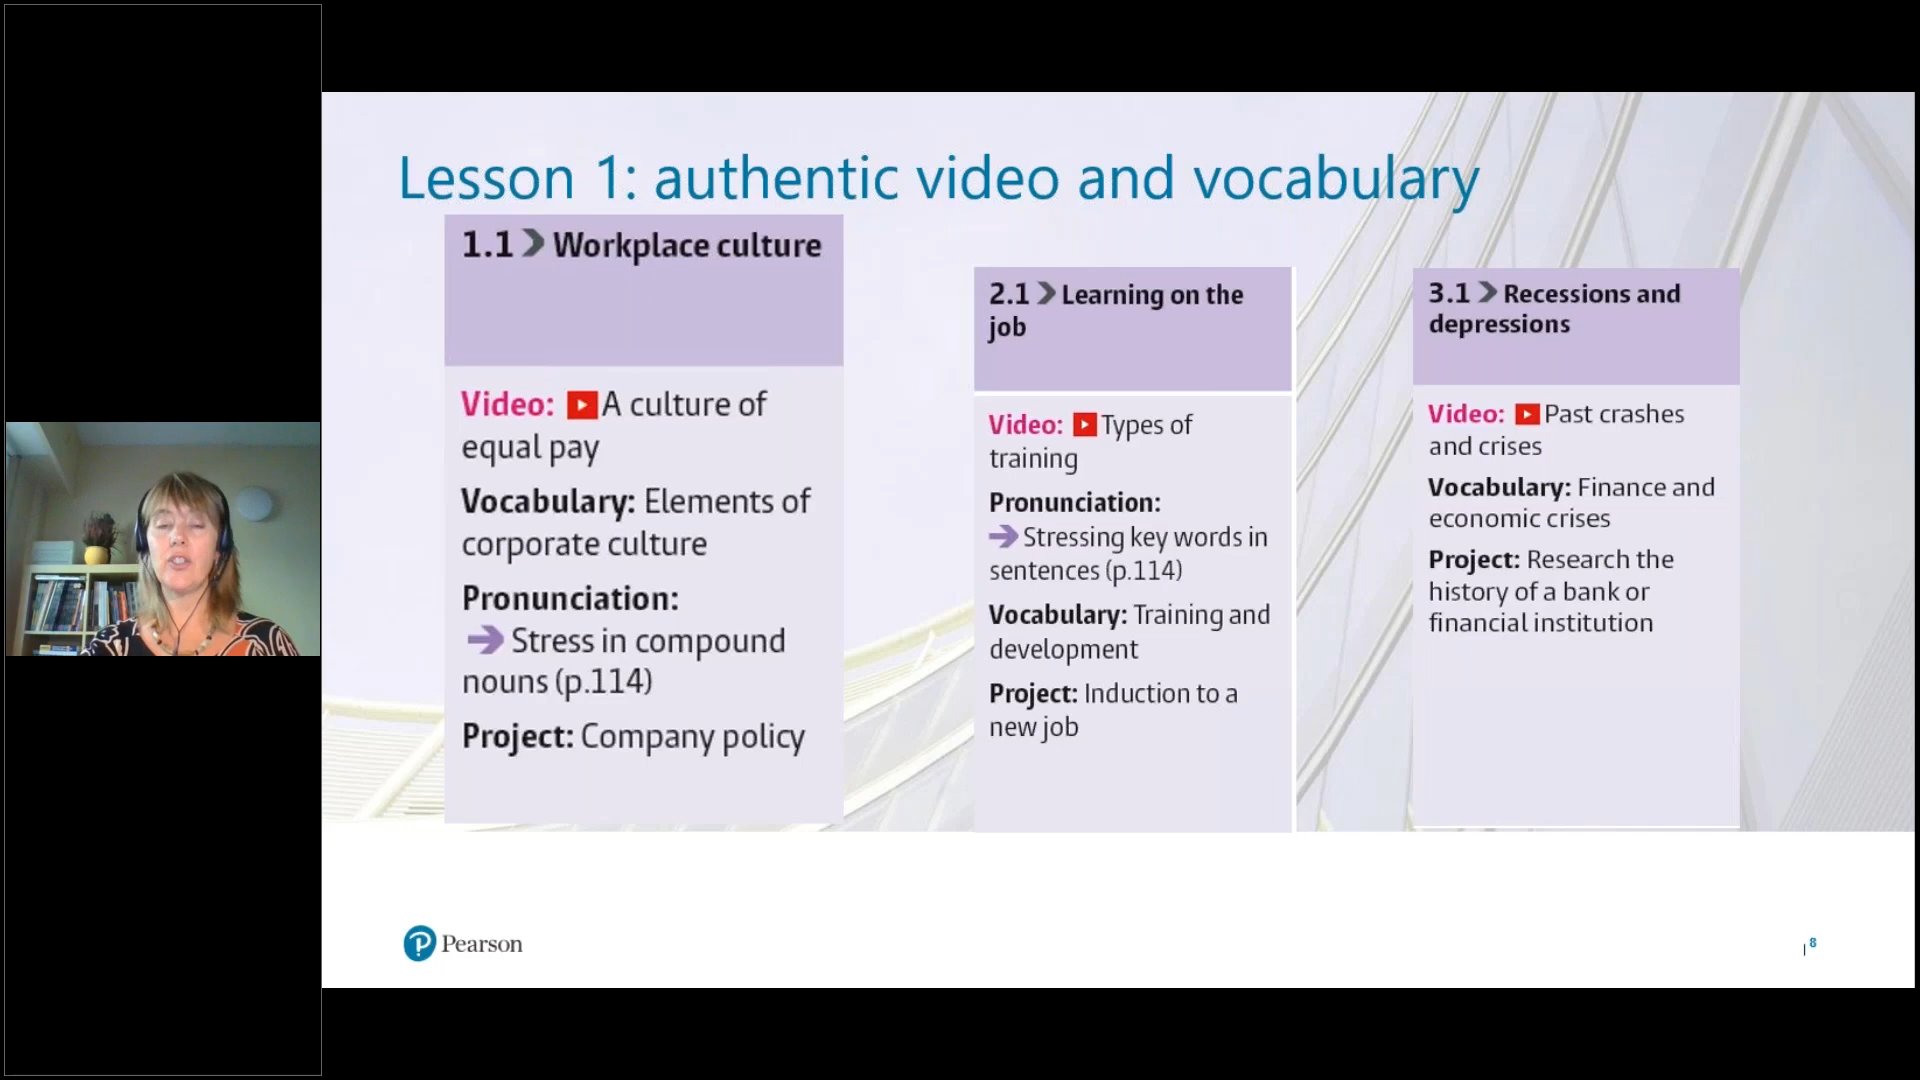 Lesson 1: authentic video and vocabulary
1.1 Workplace culture
Video: A culture of
equal pay
Vocabulary: Elements of
corporate culture
Pronunciation:
Stress in compound
nouns (p.114)
Project: Company policy
2.1 Learning on the
job
Video: Types of
training
Pronunciation:
Stressing key words in
sentences (p.114)
Vocabulary: Training and
development
Project: Induction to a
new job
3.1 Recessions and
depressions
Video: Past crashes
and crises
Vocabulary: Finance and
economic crises
Project: Research the
history of a bank or
financial institution
Pearson
| 8